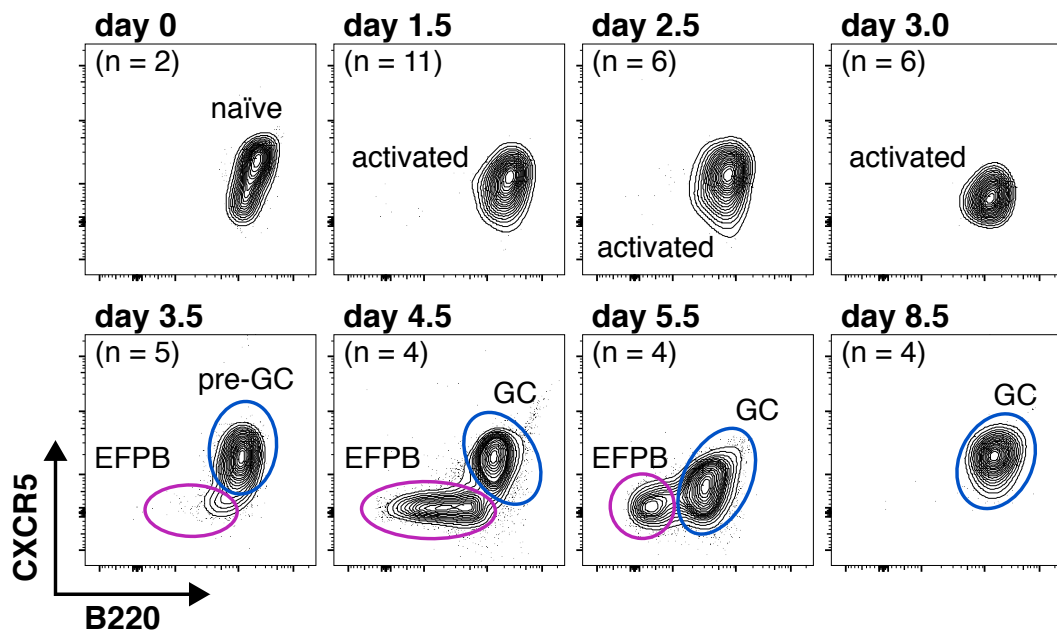 day 0
(n = 2)
naïve
day 1.5
(n = 11)
activated
day 2.5
(n = 6)
activated
day 3.0
(n = 6)
activated
day 3.5
(n = 5)
pre-GC
EFPB
day 4.5
(n = 4)
GC
EFPB
day 5.5
(n = 4)
GC
EFPB
day 8.5
(n = 4)
GC
CXCR5
B220